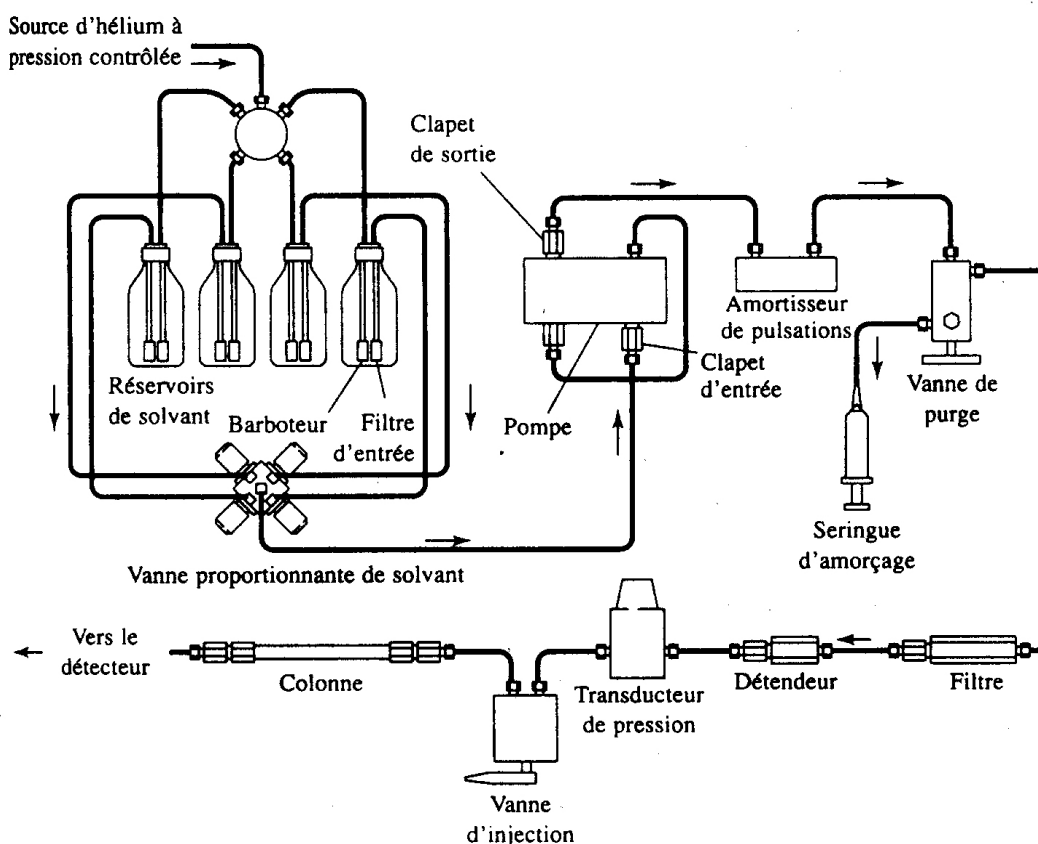 Source d'hélium à
pression contrôlée
Clapet
de sortie
Amortisseur
de pulsations
Clapet
d'entrée
Vanne de
purge
Réservoirs
de solvant
Barboteur
Filtre
d'entrée
Pompe
Seringue
d'amorçage
Vanne proportionnante de solvant
Vers le
détecteur
Colonne
Transducteur
de pression
Détendeur
Filtre
Vanne
d'injection